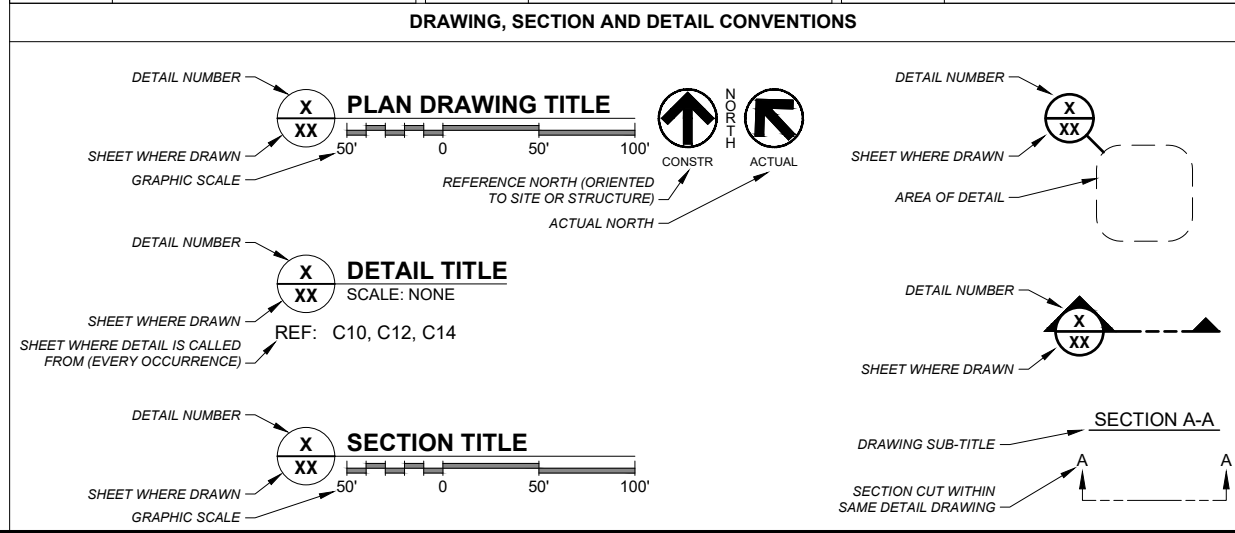 DRAWING, SECTION AND DETAIL CONVENTIONS
DETAIL NUMBER
X
XX
PLAN DRAWING TITLE
50' 0 50' 100'
SHEET WHERE DRAWN
GRAPHIC SCALE
NORTH
CONSTR
ACTUAL
REFERENCE NORTH (ORIENTED
TO SITE OR STRUCTURE)
ACTUAL NORTH
DETAIL NUMBER
X
XX
DETAIL TITLE
SCALE: NONE
SHEET WHERE DRAWN
REF: C10, C12, C14
SHEET WHERE DETAIL IS CALLED
FROM (EVERY OCCURRENCE)
DETAIL NUMBER
X
XX
SECTION TITLE
50' 0 50' 100'
SHEET WHERE DRAWN
GRAPHIC SCALE
DETAIL NUMBER
X
XX
SHEET WHERE DRAWN
AREA OF DETAIL
DETAIL NUMBER
X
XX
SHEET WHERE DRAWN
SECTION A-A
DRAWING SUB-TITLE
A A
SECTION CUT WITHIN
SAME DETAIL DRAWING